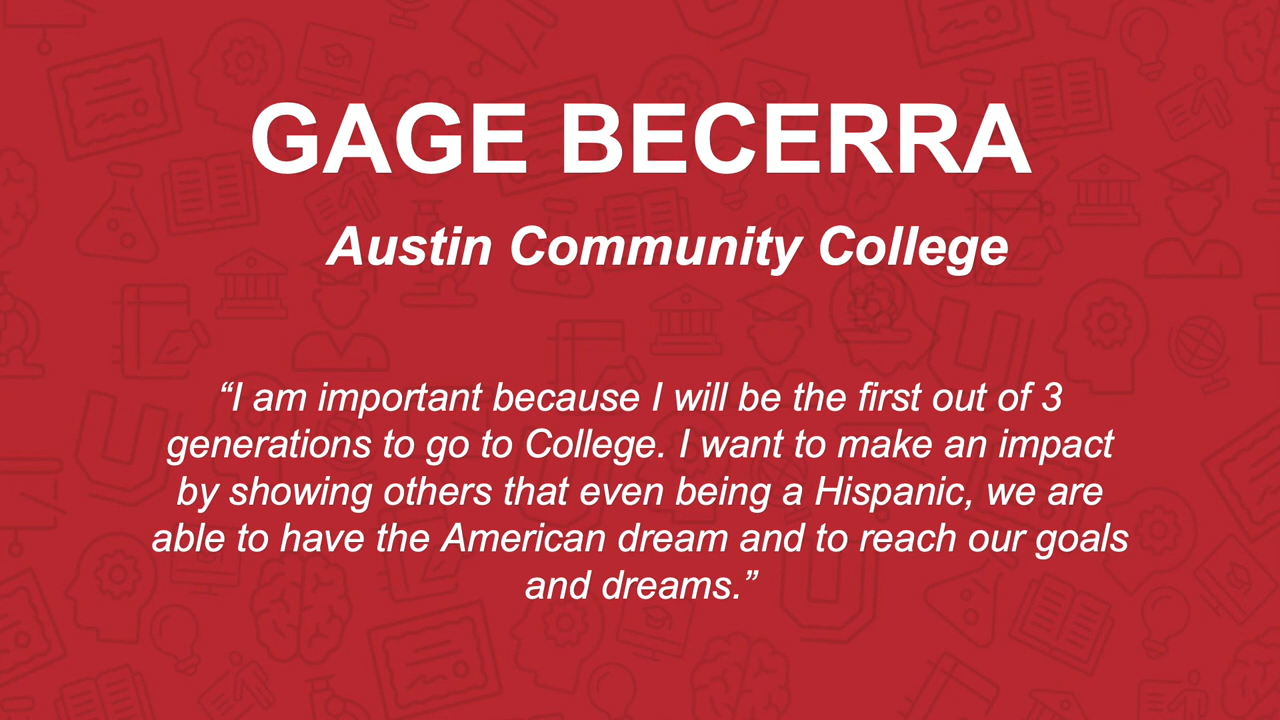 GAGE BECERRA
Austin Community College
“I am important because I will be the first out of 3
generations to go to College. I want to make an impact
by showing others that even being a Hispanic, we are
able to have the American dream and to reach our goals
and dreams.”